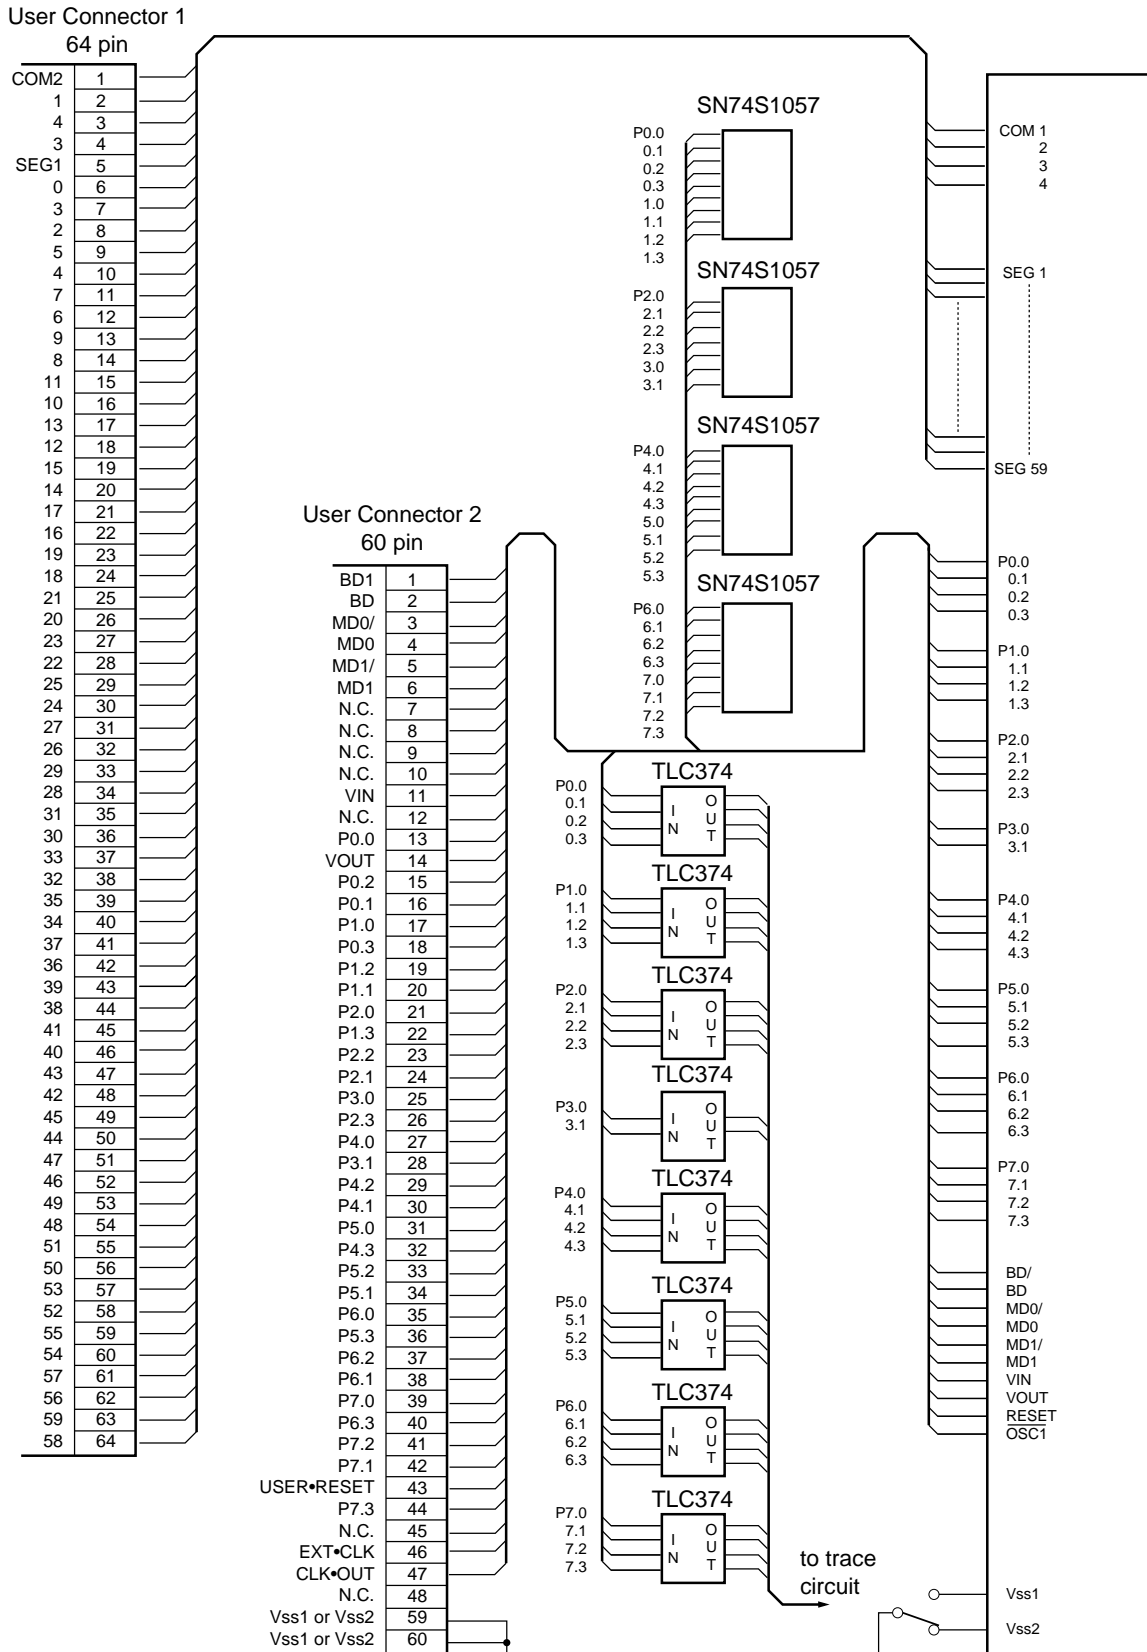 User Connector 1
64 pin
COM2 1
1 2
4 3
3 4
SEG1 5
0 6
3 7
2 8
5 9
4 10
7 11
6 12
9 13
8 14
11 15
10 16
13 17
12 18
15 19
14 20
17 21
16 22
19 23
18 24
21 25
20 26
23 27
22 28
25 29
24 30
27 31
26 32
29 33
28 34
31 35
30 36
33 37
32 38
35 39
34 40
37 41
36 42
39 43
38 44
41 45
40 46
43 47
42 48
45 49
44 50
47 51
46 52
49 53
48 54
51 55
50 56
53 57
52 58
55 59
54 60
57 61
56 62
59 63
58 64
User Connector 2
60 pin
BD1 1
BD 2
MD0/ 3
MD0 4
MD1/ 5
MD1 6
N.C. 7
N.C. 8
N.C. 9
N.C. 10
VIN 11
N.C. 12
P0.0 13
VOUT 14
P0.2 15
P0.1 16
P1.0 17
P0.3 18
P1.2 19
P1.1 20
P2.0 21
P1.3 22
P2.2 23
P2.1 24
P3.0 25
P2.3 26
P4.0 27
P3.1 28
P4.2 29
P4.1 30
P5.0 31
P4.3 32
P5.2 33
P5.1 34
P6.0 35
P5.3 36
P6.2 37
P6.1 38
P7.0 39
P6.3 40
P7.2 41
P7.1 42
USER•RESET 43
P7.3 44
N.C. 45
EXT•CLK 46
CLK•OUT 47
N.C. 48
Vss1 or Vss2 59
Vss1 or Vss2 60
SN74S1057
P0.0
0.1
0.2
0.3
1.0
1.1
1.2
1.3
SN74S1057
P2.0
2.1
2.2
2.3
3.0
3.1
SN74S1057
P4.0
4.1
4.2
4.3
5.0
5.1
5.2
5.3
SN74S1057
P6.0
6.1
6.2
6.3
7.0
7.1
7.2
7.3
TLC374
P0.0
0.1
0.2
0.3
IN
OUT
TLC374
P1.0
1.1
1.2
1.3
IN
OUT
TLC374
P2.0
2.1
2.2
2.3
IN
OUT
TLC374
P3.0
3.1
IN
OUT
TLC374
P4.0
4.1
4.2
4.3
IN
OUT
TLC374
P5.0
5.1
5.2
5.3
IN
OUT
TLC374
P6.0
6.1
6.2
6.3
IN
OUT
TLC374
P7.0
7.1
7.2
7.3
IN
OUT
to trace
circuit
COM 1
2
3
4
SEG 1
SEG 59
P0.0
0.1
0.2
0.3
P1.0
1.1
1.2
1.3
P2.0
2.1
2.2
2.3
P3.0
3.1
P4.0
4.1
4.2
4.3
P5.0
5.1
5.2
5.3
P6.0
6.1
6.2
6.3
P7.0
7.1
7.2
7.3
BD/
BD
MD0/
MD0
MD1/
MD1
VIN
VOUT
RESET
OSC1
Vss1
Vss2